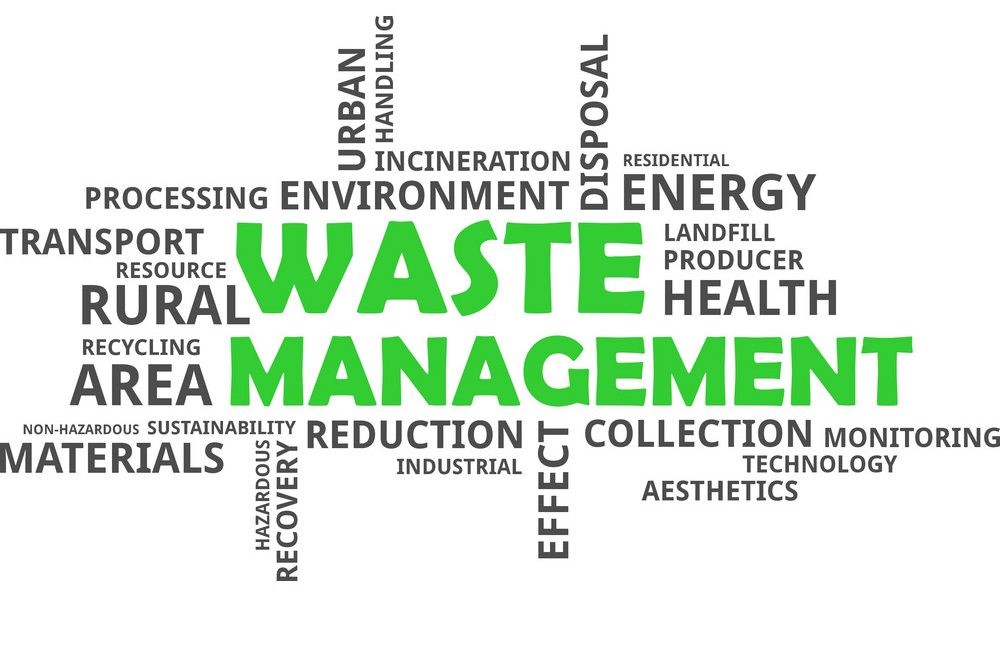 URBAN
HANDLING
DISPOSAL
INCINERATION
RESIDENTIAL
PROCESSING
ENVIRONMENT
ENERGY
TRANSPORT
WASTE
LANDFILL
RESOURCE
PRODUCER
RURAL
HEALTH
RECYCLING
MANAGEMENT
AREA
NON-HAZARDOUS
SUSTAINABILITY
REDUCTION
EFFECT
COLLECTION
MONITORING
MATERIALS
HAZARDOUS
RECOVERY
INDUSTRIAL
TECHNOLOGY
AESTHETICS